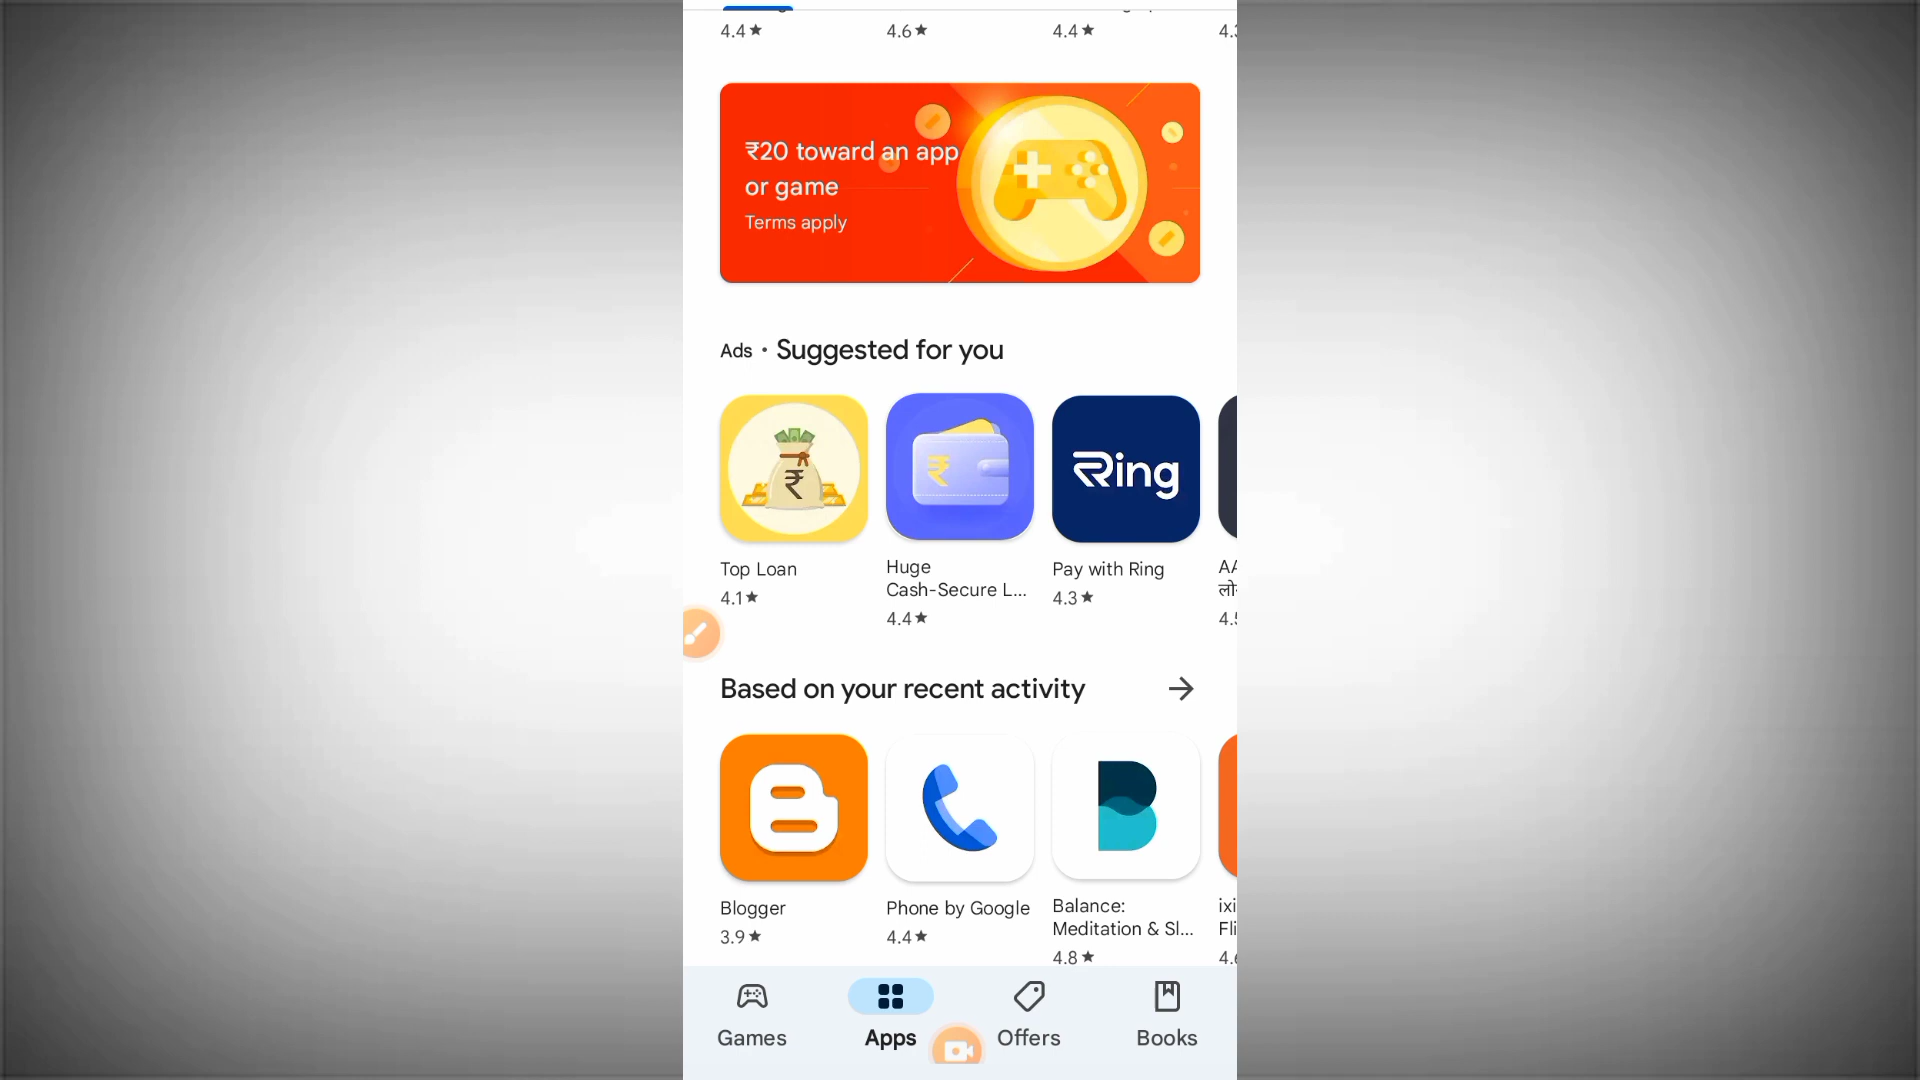 4.4★
4.6★
4.4★
4.3
₹20 toward an app
or game
Terms apply
Ads • Suggested for you
₹
₹
Ring
Top Loan
4.1★
Huge
Cash-Secure L...
4.4★
Pay with Ring
4.3★
4.5
Based on your recent activity
Blogger
3.9★
Phone by Google
4.4★
Balance:
Meditation & Sl...
4.8★
ixi
Fli
4.6
Games
Apps
Offers
Books